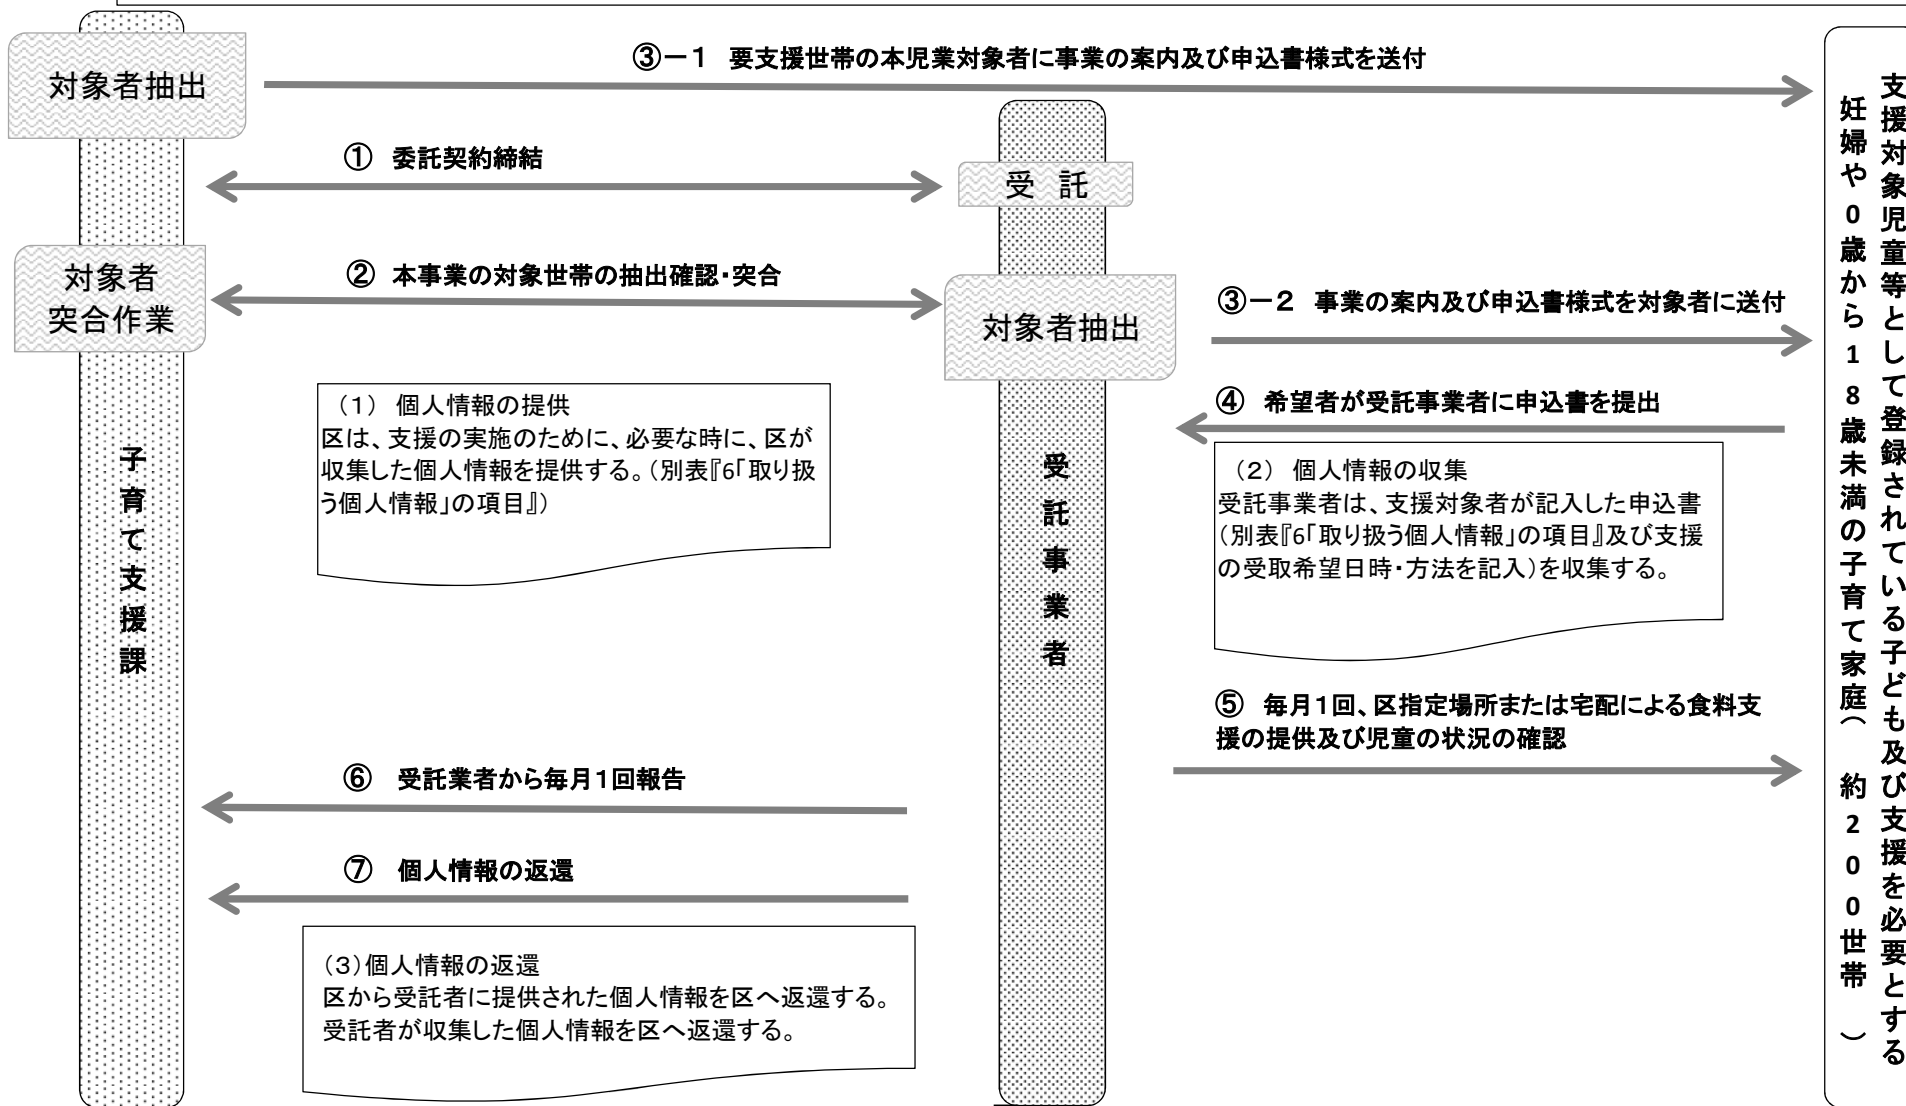 対象者抽出
③－1　要支援世帯の本児業対象者に事業の案内及び申込書様式を送付
①　委託契約締結
受　託
対象者
突合作業
②　本事業の対象世帯の抽出確認・突合
対象者抽出
③－2　事業の案内及び申込書様式を対象者に送付
（1）　個人情報の提供
区は、支援の実施のために、必要な時に、区が
収集した個人情報を提供する。（別表『6「取り扱
う個人情報」の項目』）
④　希望者が受託事業者に申込書を提出
（2）　個人情報の収集
受託事業者は、支援対象者が記入した申込書
（別表『6「取り扱う個人情報」の項目』及び支援
の受取希望日時・方法を記入）を収集する。
子育て支援課
受託事業者
⑤　毎月1回、区指定場所または宅配による食料支
援の提供及び児童の状況の確認
⑥　受託業者から毎月1回報告
⑦　個人情報の返還
（3）個人情報の返還
区から受託者に提供された個人情報を区へ返還する。
受託者が収集した個人情報を区へ返還する。
支援対象児童等として登録されている子ども及び支援を必要とする
妊婦や0歳から18歳未満の子育て家庭（　約200世帯　）